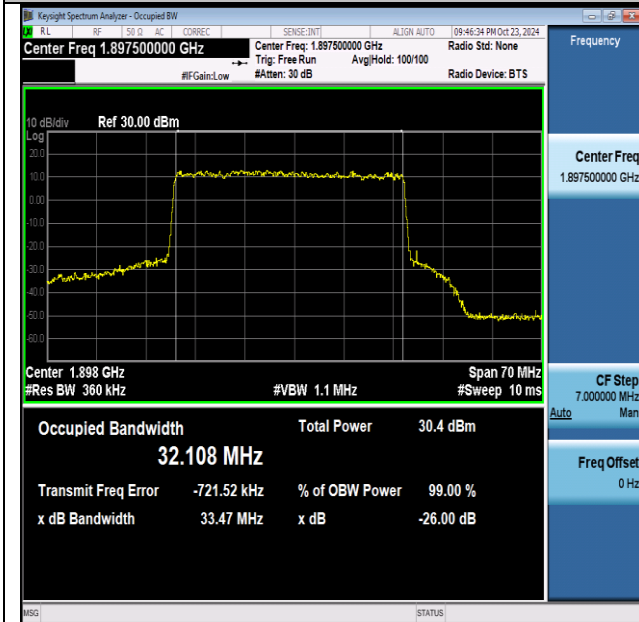 Keysight Spectrum Analyzer - Occupied BW
RL RF 50 Ω AC CORREC SENSE:INT ALIGN AUTO 09:46:34 PM Oct 23, 2024
Center Freq 1.897500000 GHz Center Freq: 1.897500000 GHz Radio Std: None
Trig: Free Run Avg|Hold: 100/100
#IFGain:Low #Atten: 30 dB Radio Device: BTS
Frequency
10 dB/div Ref 30.00 dBm
Log
20.0
10.0
0.00
-10.0
-20.0
-30.0
-40.0
-50.0
-60.0
Center 1.898 GHz Span 70 MHz
#Res BW 360 kHz #VBW 1.1 MHz #Sweep 10 ms
Center Freq
1.897500000 GHz
CF Step
7.000000 MHz
Auto Man
Freq Offset
0 Hz
Occupied Bandwidth Total Power 30.4 dBm
32.108 MHz
Transmit Freq Error -721.52 kHz % of OBW Power 99.00 %
x dB Bandwidth 33.47 MHz x dB -26.00 dB
MSG STATUS